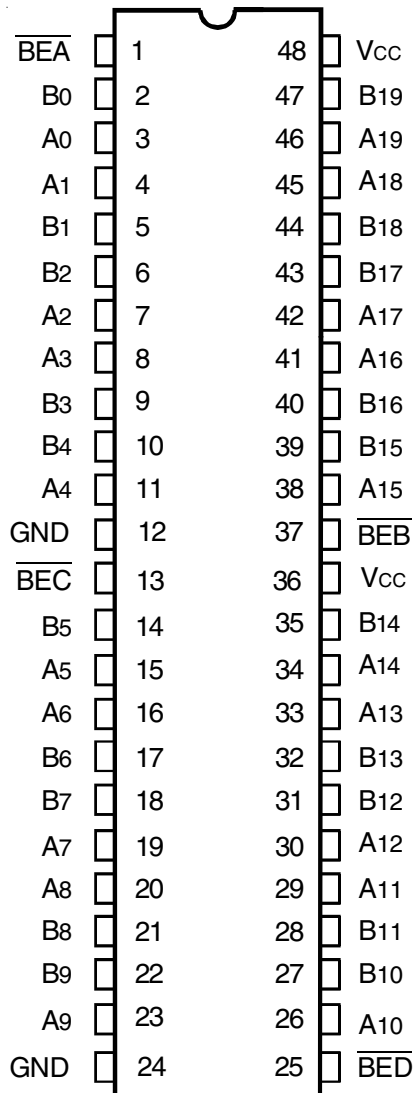 BEA 1 48 Vcc
B0 2 47 B19
A0 3 46 A19
A1 4 45 A18
B1 5 44 B18
B2 6 43 B17
A2 7 42 A17
A3 8 41 A16
B3 9 40 B16
B4 10 39 B15
A4 11 38 A15
GND 12 37 BEB
BEC 13 36 Vcc
B5 14 35 B14
A5 15 34 A14
A6 16 33 A13
B6 17 32 B13
B7 18 31 B12
A7 19 30 A12
A8 20 29 A11
B8 21 28 B11
B9 22 27 B10
A9 23 26 A10
GND 24 25 BED